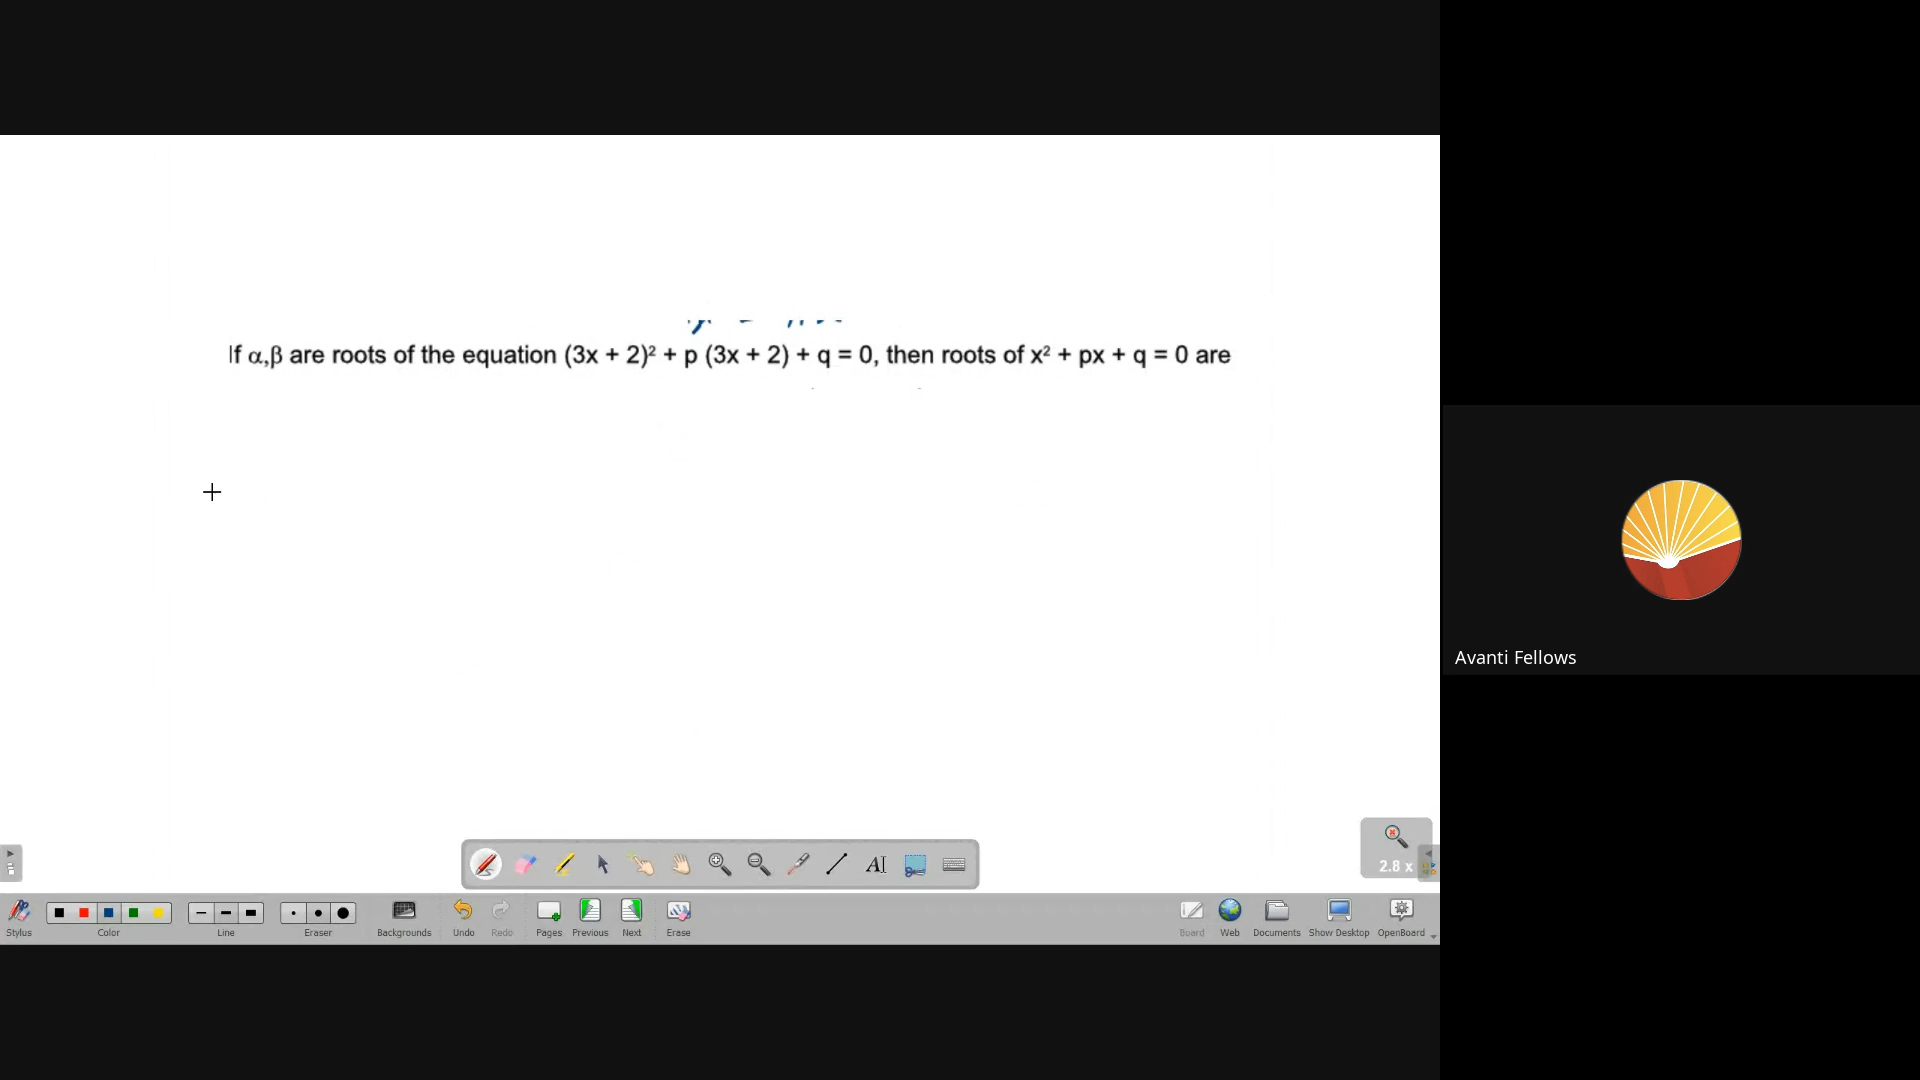 If α,β are roots of the equation (3x + 2)² + p (3x + 2) + q = 0, then roots of x² + px + q = 0 are
Avanti Fellows
2.8 x
Stylus Color Line Eraser Backgrounds Undo Redo Pages Previous Next Erase Board Web Documents Show Desktop OpenBoard